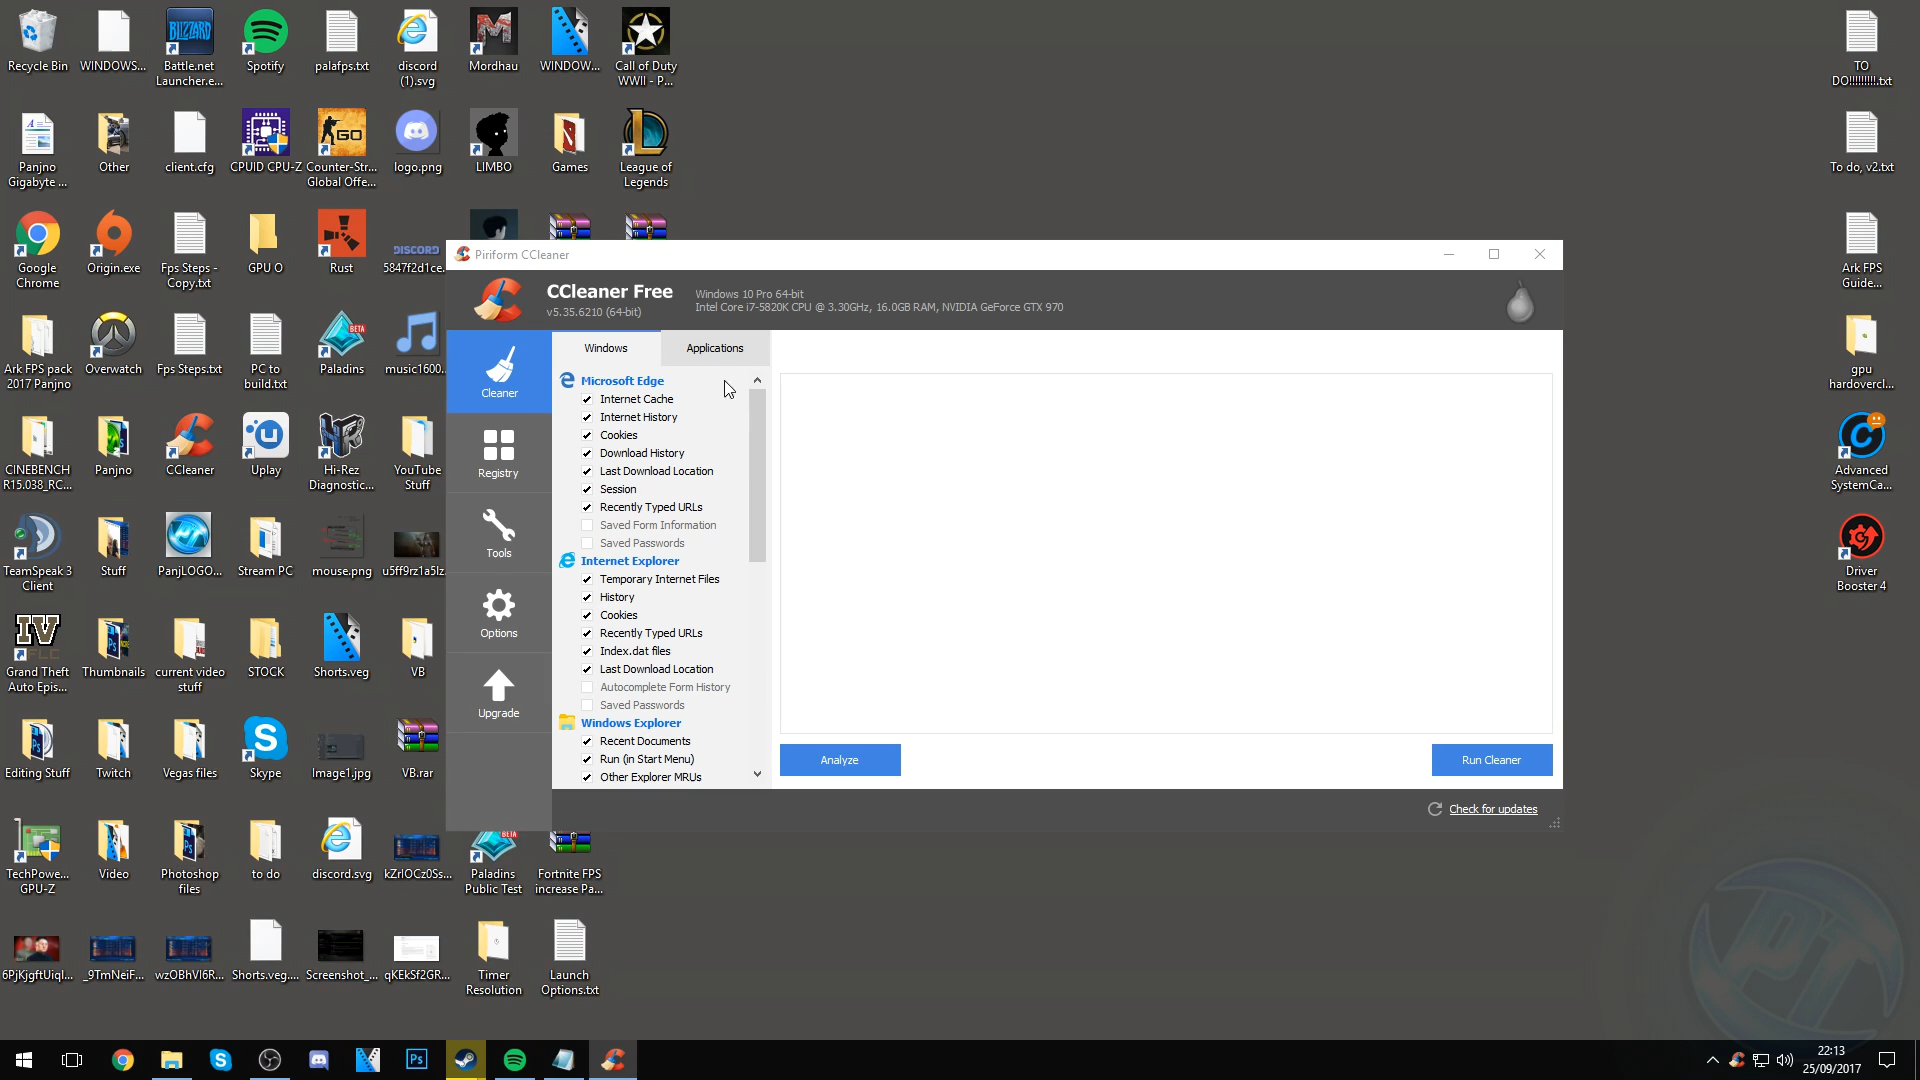 Recycle Bin
WINDOWS...
Battle.net
Launcher.e...
Spotify
palafps.txt
discord
(1).svg
Mordhau
WINDOW...
Call of Duty
WWII - P...
TO
DO!!!!!!!!!.txt
Panjno
Gigabyte ...
Other
client.cfg
CPUID CPU-Z
Counter-Str...
Global Offe...
logo.png
LIMBO
Games
League of
Legends
To do, v2.txt
Google
Chrome
Origin.exe
Fps Steps -
Copy.txt
GPU O
Rust
DISCORD
5847f2d1ce.
Ark FPS
Guide...
Ark FPS pack
2017 Panjno
Overwatch
Fps Steps.txt
PC to
build.txt
BETA
Paladins
music1600..
gpu
hardovercl...
CINEBENCH
R15.038_RC...
Panjno
CCleaner
Uplay
Hi-Rez
Diagnostic...
YouTube
Stuff
Advanced
SystemCa...
TeamSpeak 3
Client
Stuff
PanjLOGO...
Stream PC
mouse.png
u5ff9rz1a5lz.
Driver
Booster 4
IV
Grand Theft
Auto Epis...
Thumbnails
current video
stuff
STOCK
Shorts.veg
VB
Editing Stuff
Twitch
Vegas files
Skype
Image1.jpg
VB.rar
TechPowe...
GPU-Z
Video
Photoshop
files
to do
discord.svg
kZrIOCz0Ss...
BETA
Paladins
Public Test
Fortnite FPS
increase Pa...
6PjKjgftUiqI...
_9TmNeiF...
wzOBhVI6R...
Shorts.veg....
Screenshot_...
qKEkSf2GR...
Timer
Resolution
Launch
Options.txt
Piriform CCleaner
CCleaner Free
v5.35.6210 (64-bit)
Windows 10 Pro 64-bit
Intel Core i7-5820K CPU @ 3.30GHz, 16.0GB RAM, NVIDIA GeForce GTX 970
Cleaner
Registry
Tools
Options
Upgrade
Windows
Applications
Microsoft Edge
Internet Cache
Internet History
Cookies
Download History
Last Download Location
Session
Recently Typed URLs
Saved Form Information
Saved Passwords
Internet Explorer
Temporary Internet Files
History
Cookies
Recently Typed URLs
Index.dat files
Last Download Location
Autocomplete Form History
Saved Passwords
Windows Explorer
Recent Documents
Run (in Start Menu)
Other Explorer MRUs
Analyze
Run Cleaner
Check for updates
22:13
25/09/2017